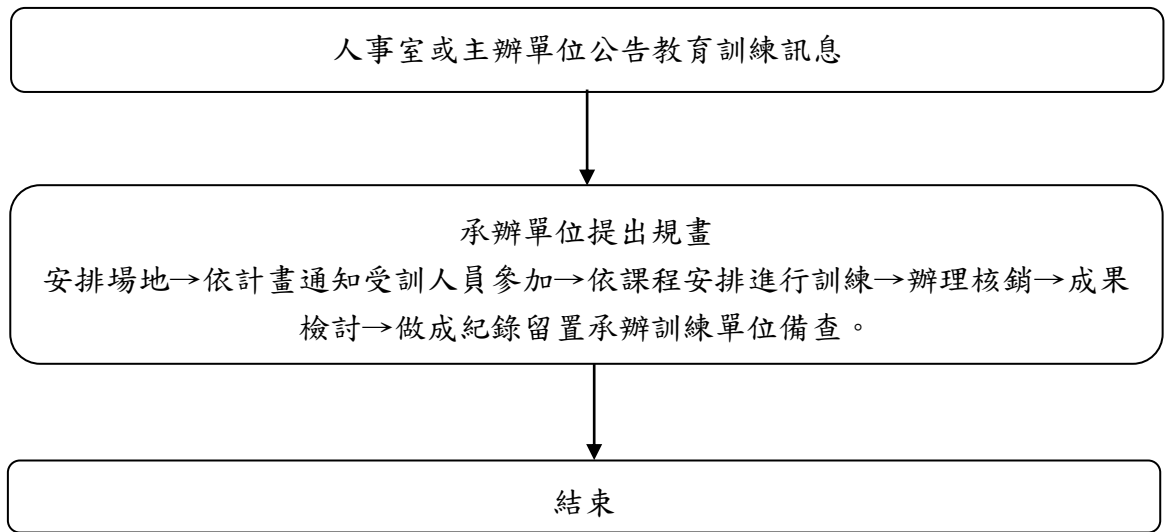 人事室或主辦單位公告教育訓練訊息
承辦單位提出規畫
安排場地→依計畫通知受訓人員參加→依課程安排進行訓練→辦理核銷→成果
檢討→做成紀錄留置承辦訓練單位備查。
結束